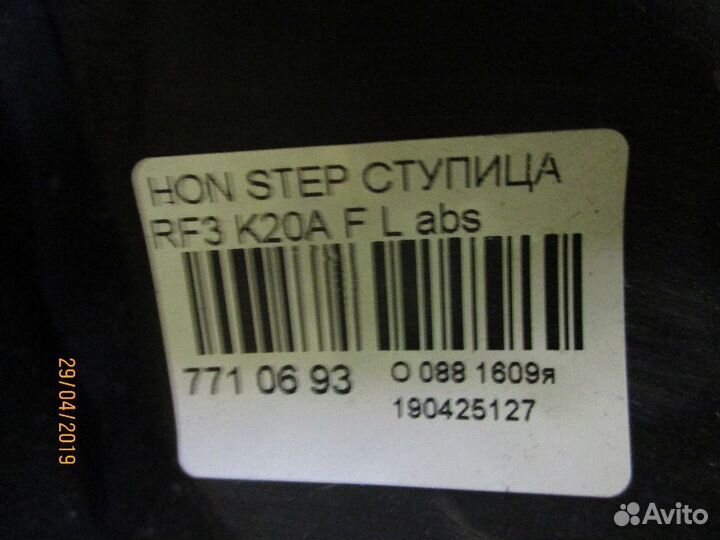 HON STEP СТУПИЦА
RF3 K20A F L abs
771 06 93
О 088 1609я
190425127
29/04/2019
Avito